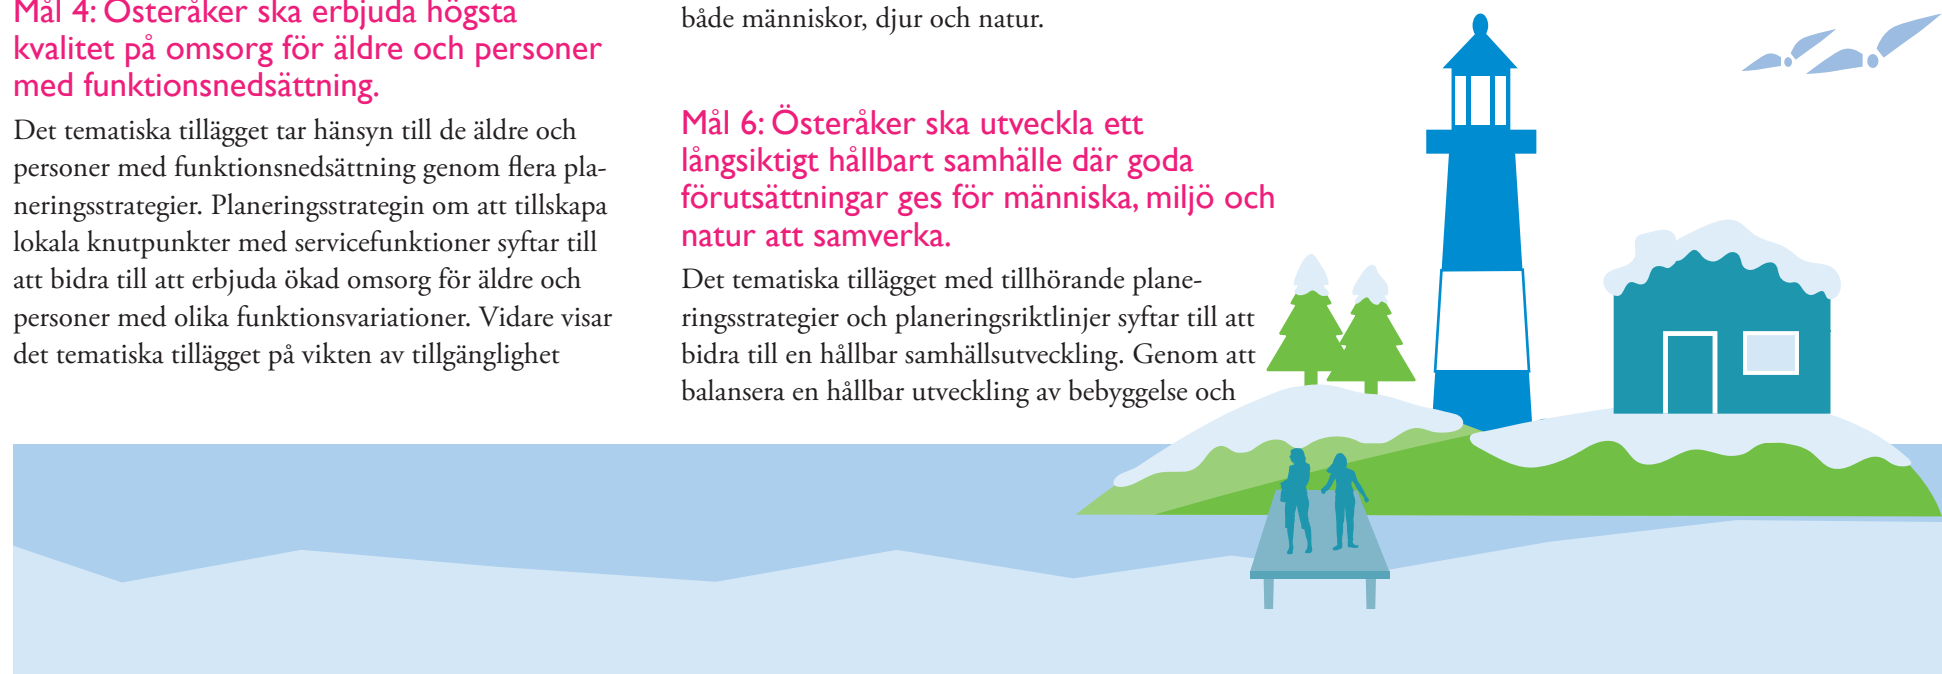 Mål 4: Österåker ska erbjuda högsta
kvalitet på omsorg för äldre och personer
med funktionsnedsättning.
Det tematiska tillägget tar hänsyn till de äldre och
personer med funktionsnedsättning genom flera pla-
neringsstrategier. Planeringsstrategin om att tillskapa
lokala knutpunkter med servicefunktioner syftar till
att bidra till att erbjuda ökad omsorg för äldre och
personer med olika funktionsvariationer. Vidare visar
det tematiska tillägget på vikten av tillgänglighet
både människor, djur och natur.
Mål 6: Österåker ska utveckla ett
långsiktigt hållbart samhälle där goda
förutsättningar ges för människa, miljö och
natur att samverka.
Det tematiska tillägget med tillhörande plane-
ringsstrategier och planeringsriktlinjer syftar till att
bidra till en hållbar samhällsutveckling. Genom att
balansera en hållbar utveckling av bebyggelse och